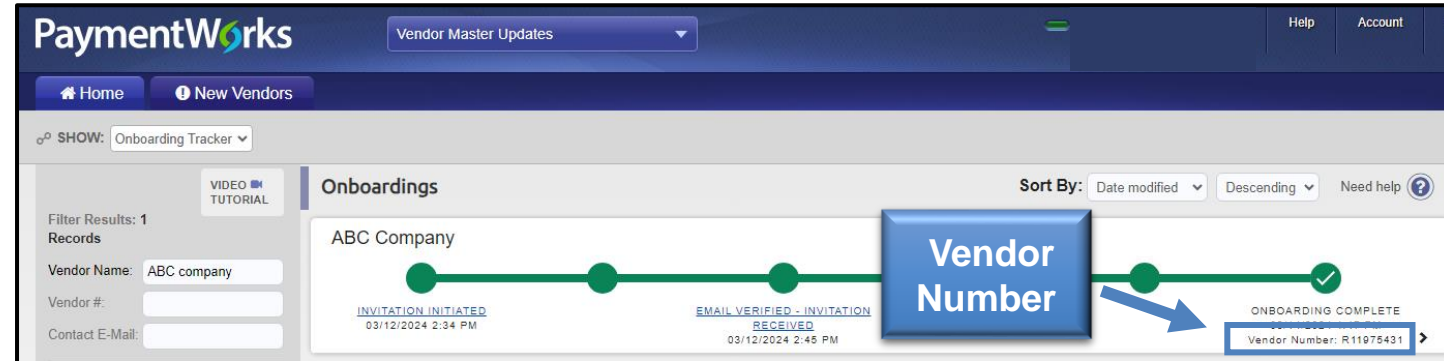 PaymentWorks
Vendor Master Updates
Help
Account
Home
New Vendors
SHOW: Onboarding Tracker
VIDEO
TUTORIAL
Onboardings
Sort By: Date modified
Descending
Need help ?
Filter Results: 1
Records
ABC Company
Vendor Name: ABC company
Vendor #:
Contact E-Mail:
INVITATION INITIATED
03/12/2024 2:34 PM
EMAIL VERIFIED - INVITATION
RECEIVED
03/12/2024 2:45 PM
Vendor
Number
ONBOARDING COMPLETE
Vendor Number: R11975431